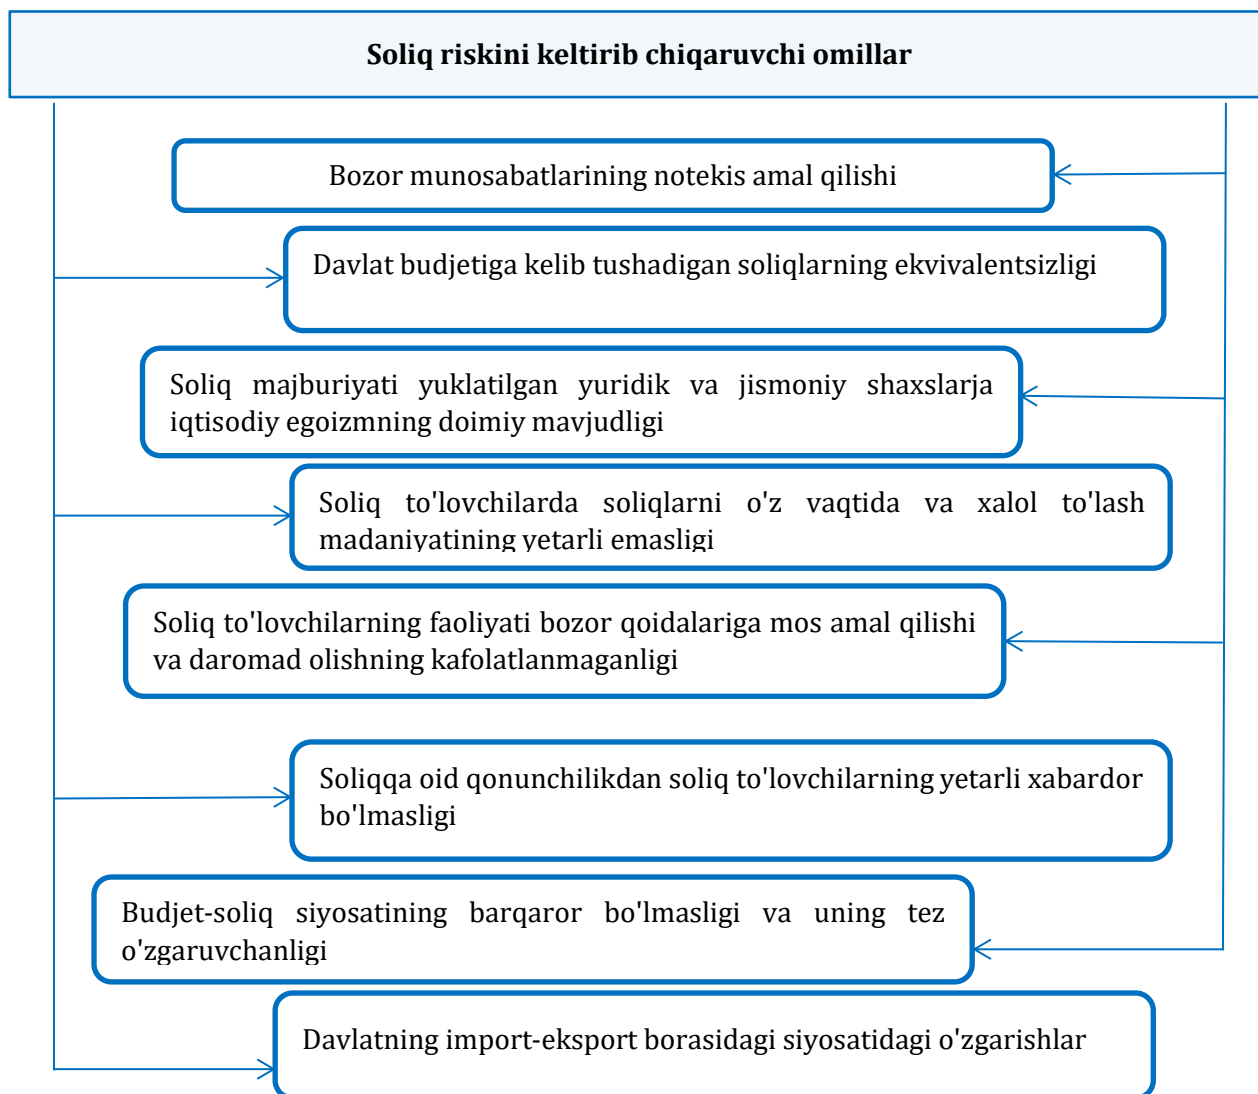 Soliq riskini keltirib chiqaruvchi omillar
Bozor munosabatlarining notekis amal qilishi
Davlat budjetiga kelib tushadigan soliqlarning ekvivalentsizligi
Soliq majburiyati yuklatilgan yuridik va jismoniy shaxslarja
iqtisodiy egoizmning doimiy mavjudligi
Soliq to'lovchilarda soliqlarni o'z vaqtida va xalol to'lash
madaniyatining yetarli emasligi
Soliq to'lovchilarning faoliyati bozor qoidalariga mos amal qilishi
va daromad olishning kafolatlanmaganligi
Soliqqa oid qonunchilikdan soliq to'lovchilarning yetarli xabardor
bo'lmasligi
Budjet-soliq siyosatining barqaror bo'lmasligi va uning tez
o'zgaruvchanligi
Davlatning import-eksport borasidagi siyosatidagi o'zgarishlar